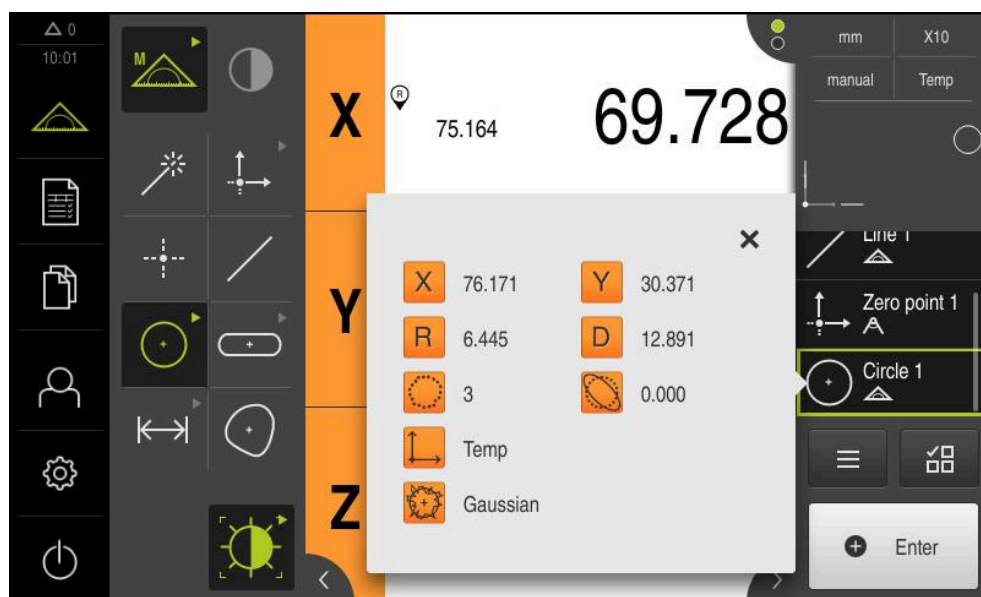 0
10:01
M
X
R
75.164
69.728
mm
X10
manual
Temp
X
76.171
Y
30.371
R
6.445
D
12.891
3
0.000
Temp
Gaussian
Y
Z
Line 1
Zero point 1
Circle 1
Enter